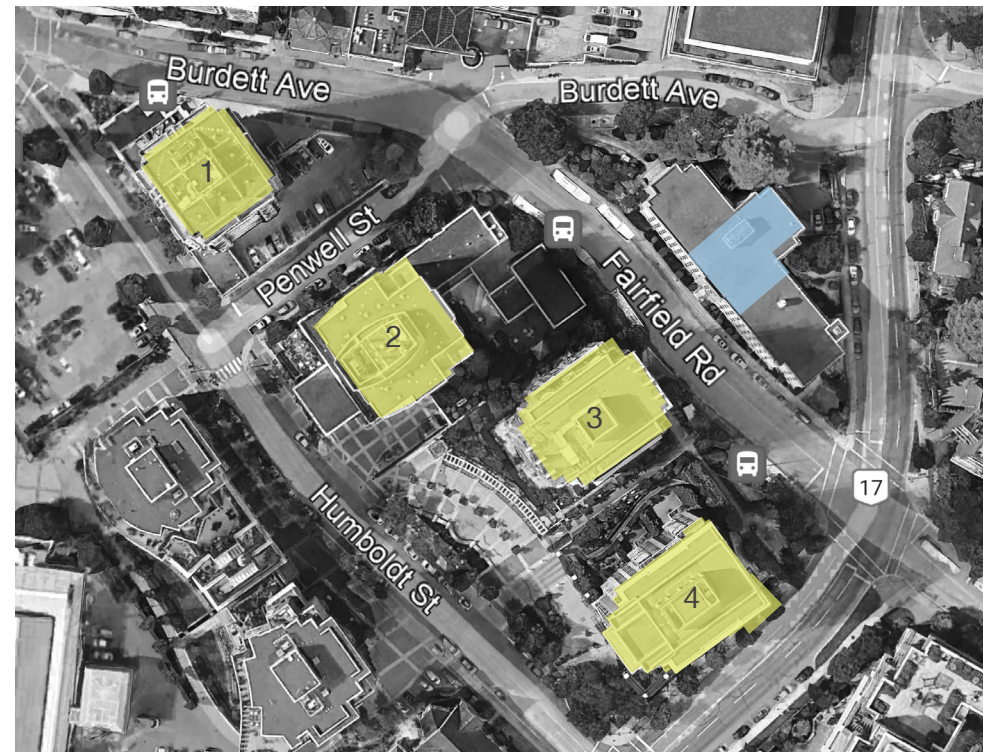 Burdett Ave
Burdett Ave
1
Penwell St
Fairfield Rd
2
3
17
Humboldt St
4